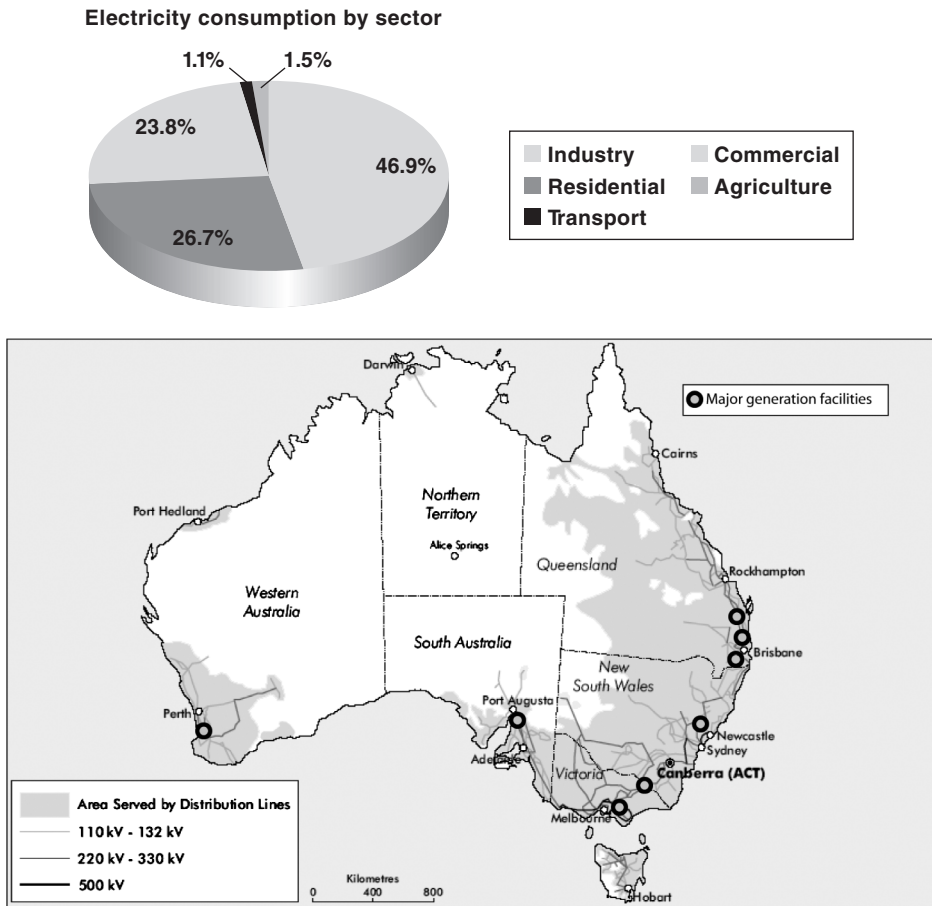 Electricity consumption by sector
1.1%
1.5%
23.8%
46.9%
26.7%
Industry
Commercial
Residential
Agriculture
Transport
Darwin
Major generation facilities
Cairns
Port Hedland
Northern
Territory
Alice Springs
Queensland
Rockhampton
Western
Australia
South Australia
Brisbane
New
South Wales
Port Augusta
Perth
Newcastle
Sydney
Adelaide
Victoria
Canberra (ACT)
Melbourne
Hobart
Area Served by Distribution Lines
110 kV - 132 kV
220 kV - 330 kV
500 kV
Kilometres
0 400 800